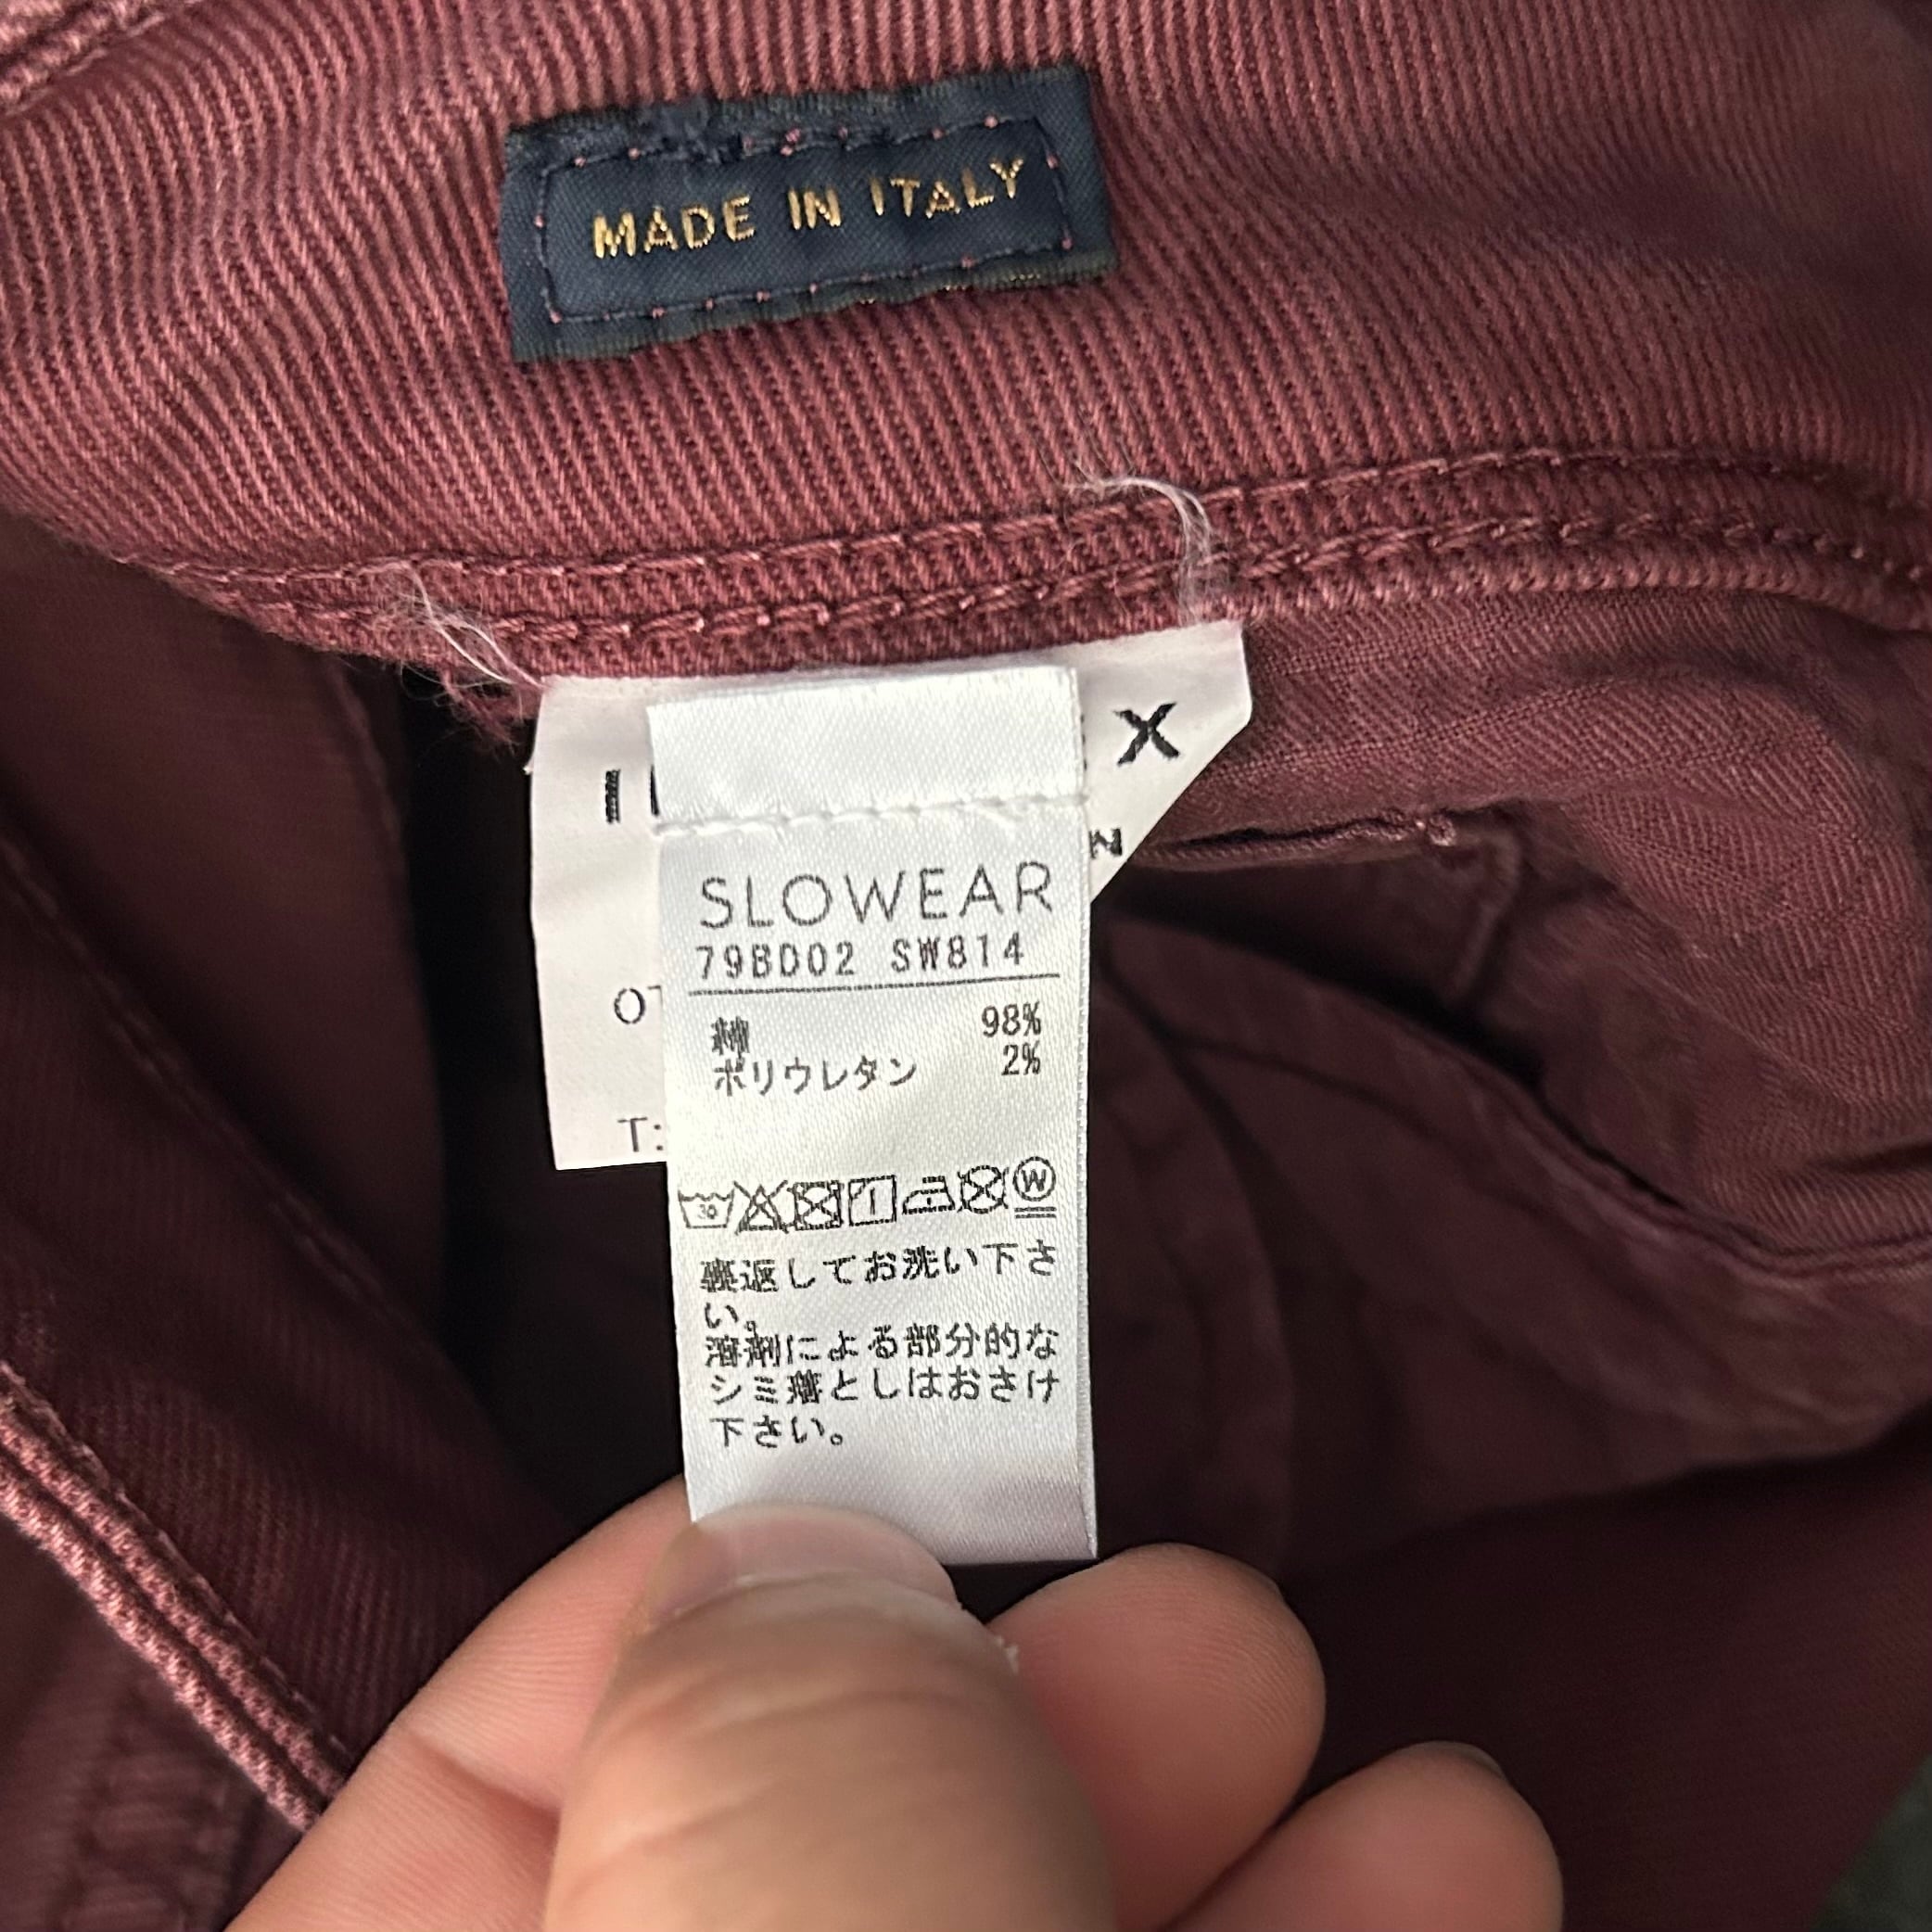 MADE IN ITALY
X
N
SLOWEAR
79BD02 SW814
綿 98%
ポリウレタン 2%
T:
30
W
裏返してお洗い下さ
い。
溶剤による部分的な
シミ落としはおさけ
下さい。